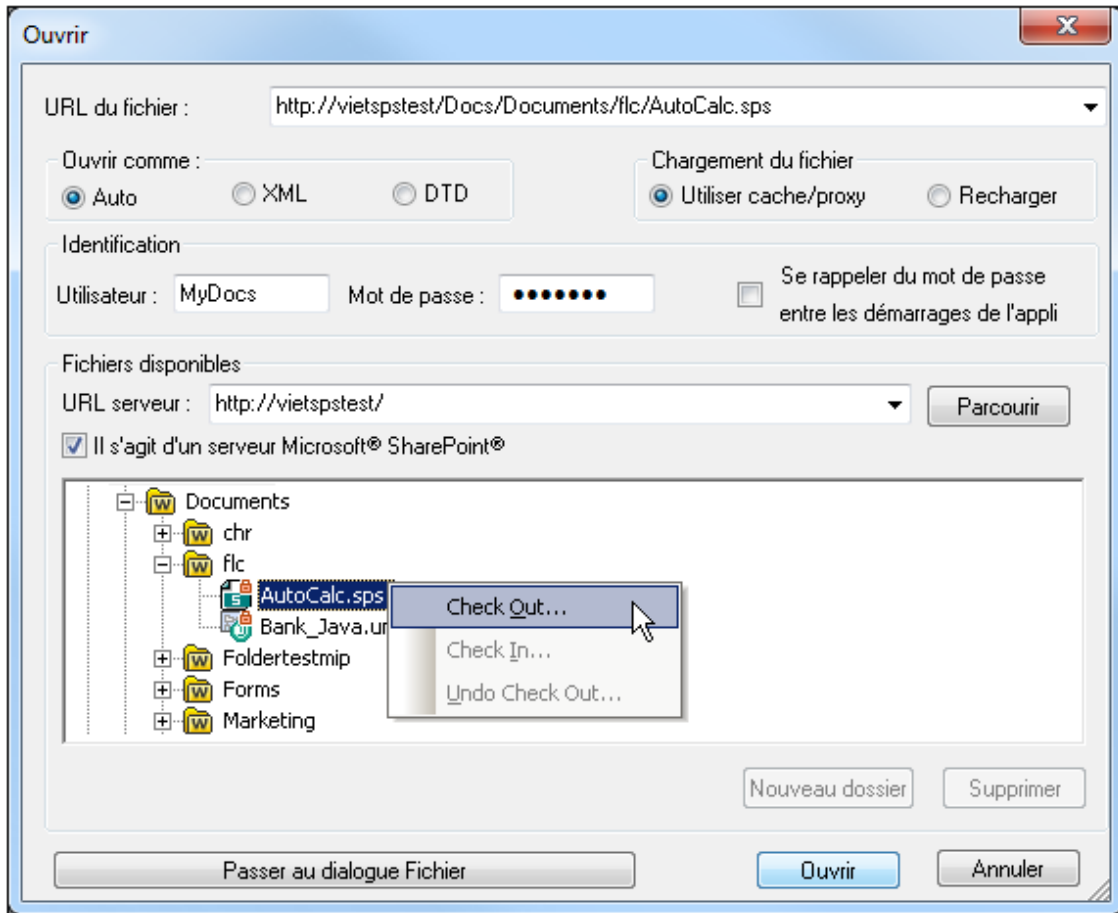 Ouvrir
URL du fichier :
http://vietspstest/Docs/Documents/flc/AutoCalc.sps
Ouvrir comme :
Auto
XML
DTD
Chargement du fichier
Utiliser cache/proxy
Recharger
Identification
Utilisateur :
MyDocs
Mot de passe :
•••••••
Se rappeler du mot de passe
entre les démarrages de l'appli
Fichiers disponibles
URL serveur :
http://vietspstest/
Parcourir
Il s'agit d'un serveur Microsoft® SharePoint®
Documents
chr
flc
AutoCalc.sps
Bank_Java.
Foldertestmip
Forms
Marketing
Check Out...
Check In...
Undo Check Out...
Nouveau dossier
Supprimer
Passer au dialogue Fichier
Ouvrir
Annuler